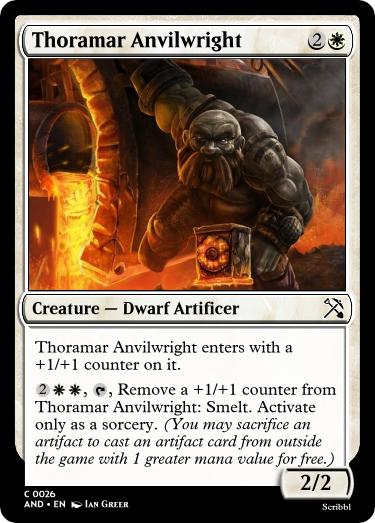 Thoramar Anvilwright 2
Creature — Dwarf Artificer
Thoramar Anvilwright enters with a
+1/+1 counter on it.
2, Remove a +1/+1 counter from
Thoramar Anvilwright: Smelt. Activate
only as a sorcery. (You may sacrifice an
artifact to cast an artifact card from outside
the game with 1 greater mana value for free.)
2/2
C 0026
AND • EN Ian Greer
Scribbl